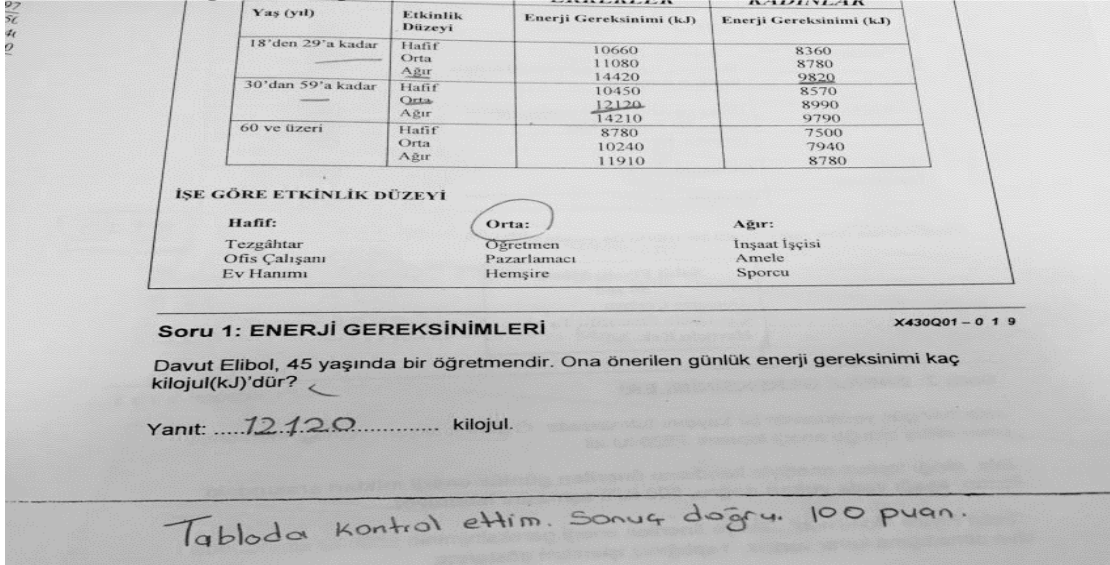 Yaş (yıl) Etkinlik Düzeyi Enerji Gereksinimi (kJ) Enerji Gereksinimi (kJ)
18'den 29'a kadar Hafif 10660 8360
Orta 11080 8780
Ağır 14420 9820
30'dan 59'a kadar Hafif 10450 8570
Orta 12120 8990
Ağır 14210 9790
60 ve üzeri Hafif 8780 7500
Orta 10240 7940
Ağır 11910 8780
İŞE GÖRE ETKİNLİK DÜZEYİ
Hafif: Orta: Ağır:
Tezgâhtar Öğretmen İnşaat İşçisi
Ofis Çalışanı Pazarlamacı Amele
Ev Hanımı Hemşire Sporcu
Soru 1: ENERJİ GEREKSİNİMLERİ X430Q01 – 0 1 9
Davut Elibol, 45 yaşında bir öğretmendir. Ona önerilen günlük enerji gereksinimi kaç
kilojul(kJ)'dür?
Yanıt: ....12120................ kilojul.
Tabloda kontrol ettim. Sonuç doğru. 100 puan.